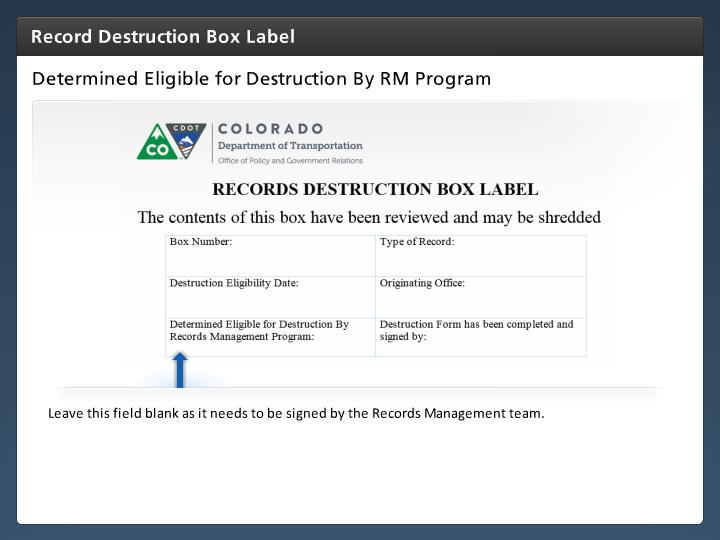 Record Destruction Box Label
Determined Eligible for Destruction By RM Program
CDOT
CO
COLORADO
Department of Transportation
Office of Policy and Government Relations
RECORDS DESTRUCTION BOX LABEL
The contents of this box have been reviewed and may be shredded
Box Number:
Type of Record:
Destruction Eligibility Date:
Originating Office:
Determined Eligible for Destruction By
Records Management Program:
Destruction Form has been completed and
signed by:
Leave this field blank as it needs to be signed by the Records Management team.